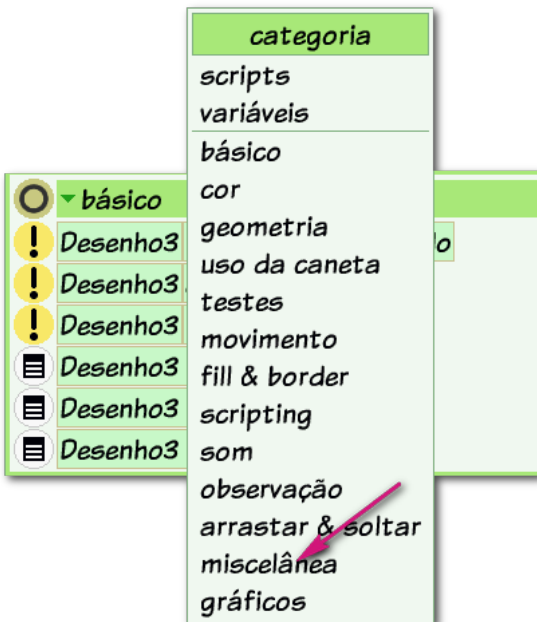 categoria
scripts
variáveis
básico
cor
geometria
uso da caneta
testes
movimento
fill & border
scripting
som
observação
arrastar & soltar
miscelânea
gráficos
básico
! Desenho3
! Desenho3
! Desenho3
Desenho3
Desenho3
Desenho3